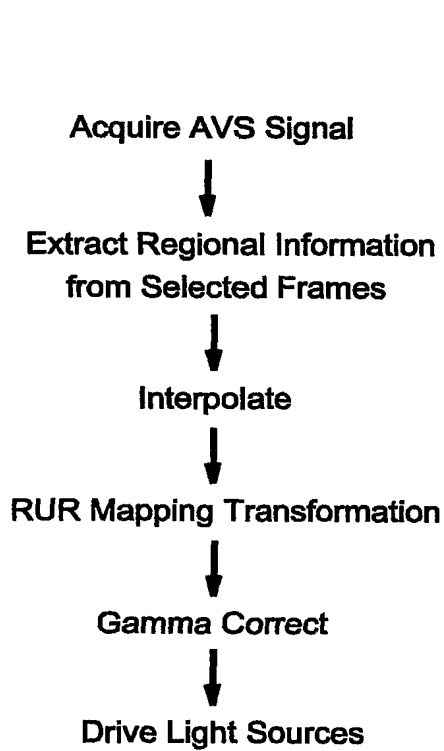 Acquire AVS Signal
Extract Regional Information
from Selected Frames
Interpolate
RUR Mapping Transformation
Gamma Correct
Drive Light Sources